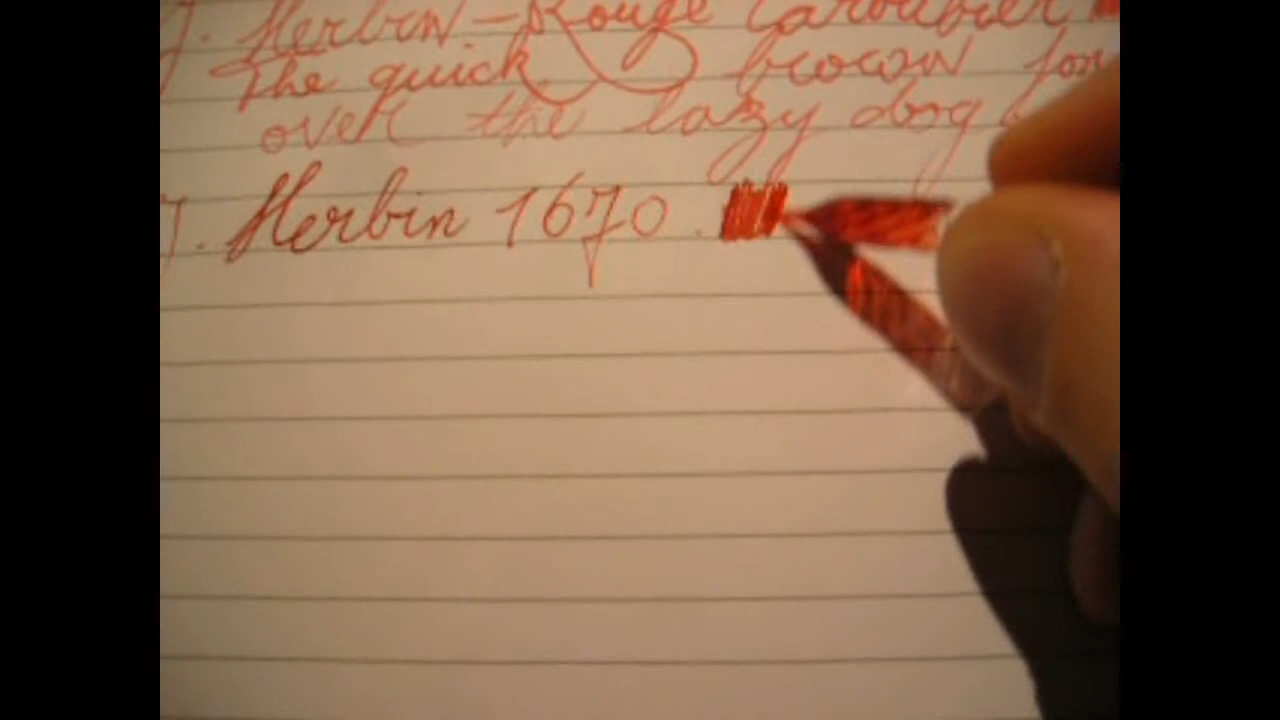 J. Herbin - Rouge Caroubier
The quick brown fox
over the lazy dog
J. Herbin 1670.